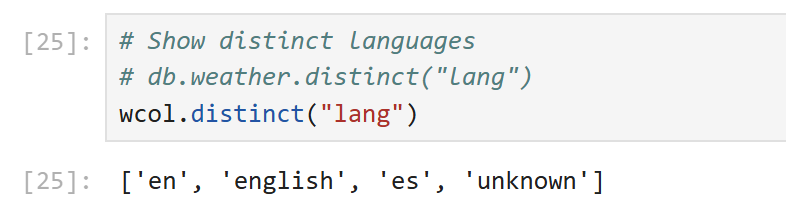 [25]: # Show distinct languages
# db.weather.distinct("lang")
wcol.distinct("lang")
[25]: ['en', 'english', 'es', 'unknown']